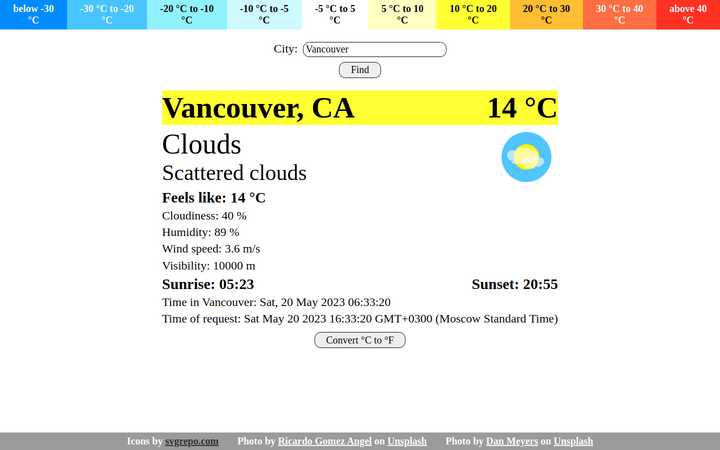 below -30 °C
-30 °C to -20 °C
-20 °C to -10 °C
-10 °C to -5 °C
-5 °C to 5 °C
5 °C to 10 °C
10 °C to 20 °C
20 °C to 30 °C
30 °C to 40 °C
above 40 °C
City: Vancouver
Find
Vancouver, CA 14 °C
Clouds
Scattered clouds
Feels like: 14 °C
Cloudiness: 40 %
Humidity: 89 %
Wind speed: 3.6 m/s
Visibility: 10000 m
Sunrise: 05:23 Sunset: 20:55
Time in Vancouver: Sat, 20 May 2023 06:33:20
Time of request: Sat May 20 2023 16:33:20 GMT+0300 (Moscow Standard Time)
Convert °C to °F
Icons by svgrepo.com Photo by Ricardo Gomez Angel on Unsplash Photo by Dan Meyers on Unsplash